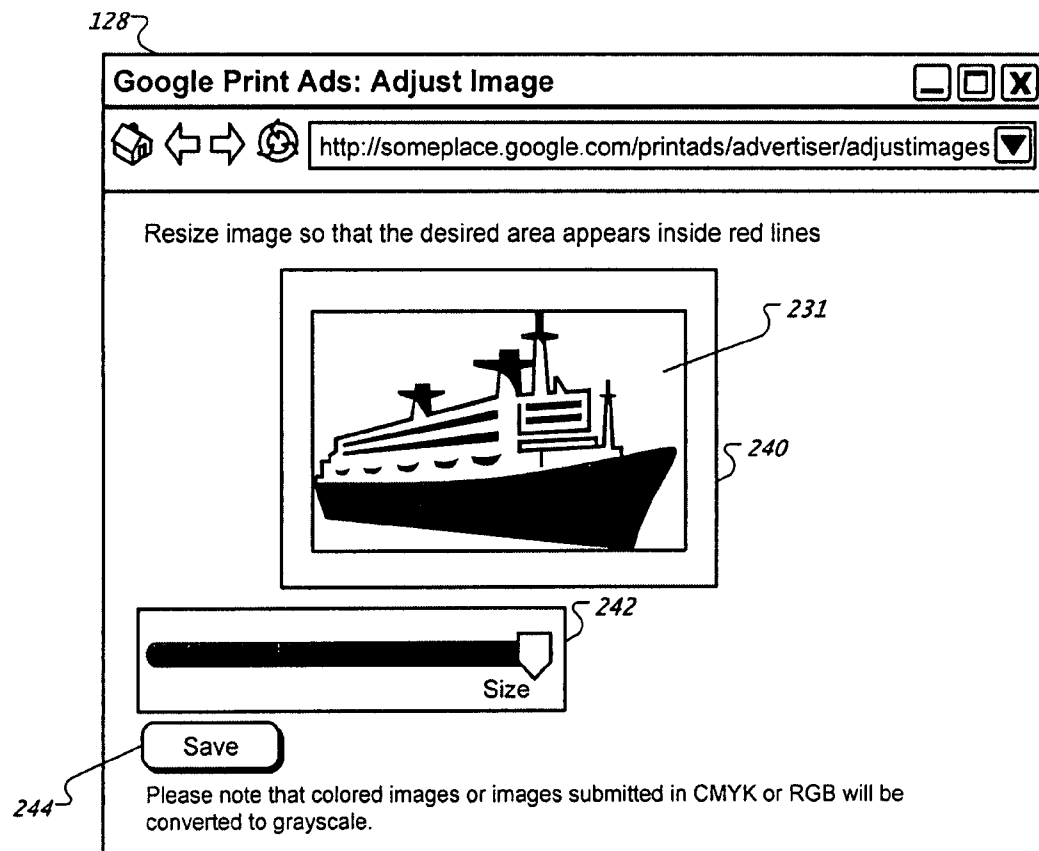 128
Google Print Ads: Adjust Image
http://someplace.google.com/printads/advertiser/adjustimages
Resize image so that the desired area appears inside red lines
231
240
242
Size
Save
244
Please note that colored images or images submitted in CMYK or RGB will be
converted to grayscale.